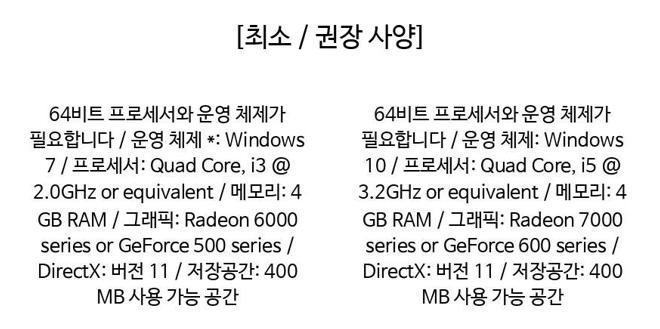 [최소 / 권장 사양]
64비트 프로세서와 운영 체제가
필요합니다 / 운영 체제 *: Windows
7 / 프로세서: Quad Core, i3 @
2.0GHz or equivalent / 메모리: 4
GB RAM / 그래픽: Radeon 6000
series or GeForce 500 series /
DirectX: 버전 11 / 저장공간: 400
MB 사용 가능 공간
64비트 프로세서와 운영 체제가
필요합니다 / 운영 체제: Windows
10 / 프로세서: Quad Core, i5 @
3.2GHz or equivalent / 메모리: 4
GB RAM / 그래픽: Radeon 7000
series or GeForce 600 series /
DirectX: 버전 11 / 저장공간: 400
MB 사용 가능 공간